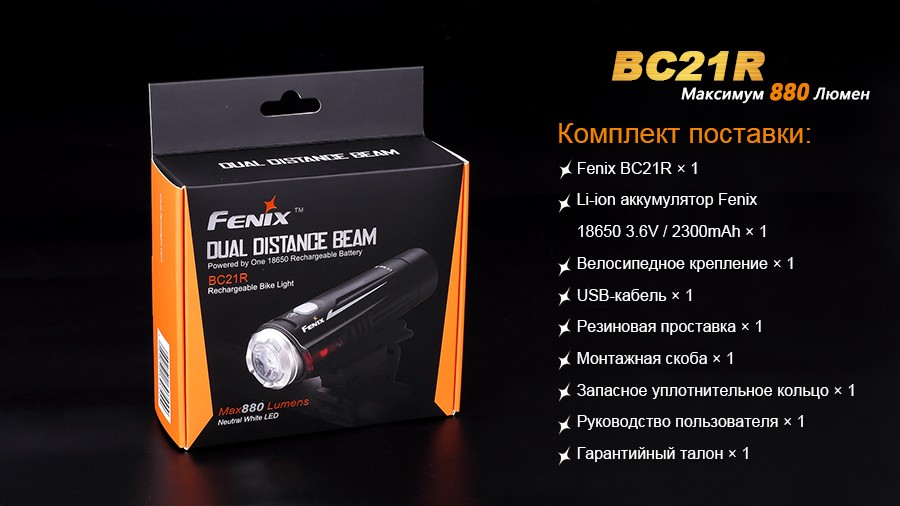 DUAL DISTANCE BEAM
FENIX™
DUAL DISTANCE BEAM
Powered by One 18650 Rechargeable Battery
BC21R
Rechargeable Bike Light
FENIX
Max880 Lumens
Neutral White LED
BC21R
Максимум 880 Люмен
Комплект поставки:
Fenix BC21R × 1
Li-ion аккумулятор Fenix
18650 3.6V / 2300mAh × 1
Велосипедное крепление × 1
USB-кабель × 1
Резиновая проставка × 1
Монтажная скоба × 1
Запасное уплотнительное кольцо × 1
Руководство пользователя × 1
Гарантийный талон × 1